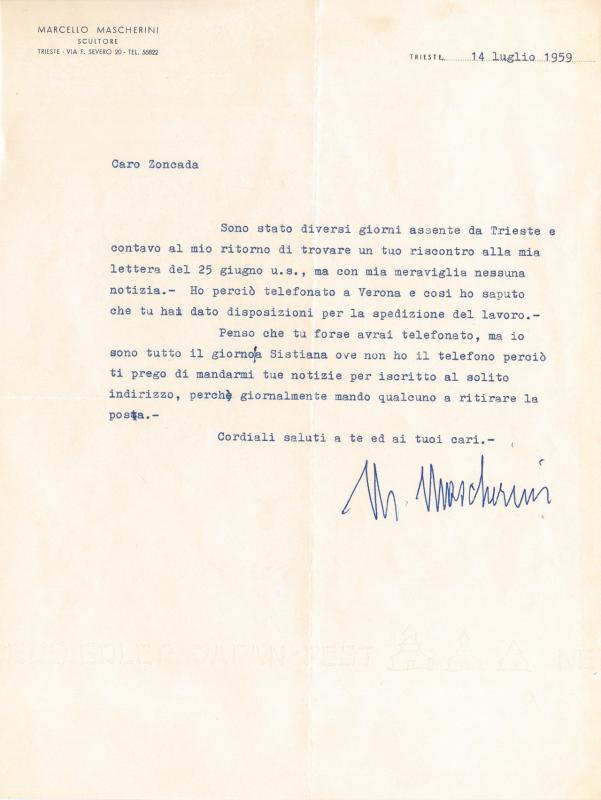 MARCELLO MASCHERINI
SCULTORE
TRIESTE - VIA F. SEVERO 20 - TEL. 56822
TRIESTE, 14 luglio 1959
Caro Zoncada
Sono stato diversi giorni assente da Trieste e
contavo al mio ritorno di trovare un tuo riscontro alla mia
lettera del 25 giugno u.s., ma con mia meraviglia nessuna
notizia.- Ho perciò telefonato a Verona e cosi ho saputo
che tu hai dato disposizioni per la spedizione del lavoro.-
Penso che tu forse avrai telefonato, ma io
sono tutto il giorno a Sistiana ove non ho il telefono perciò
ti prego di mandarmi tue notizie per iscritto al solito
indirizzo, perchè giornalmente mando qualcuno a ritirare la
posta.-
Cordiali saluti a te ed ai tuoi cari.-
M. Mascherini